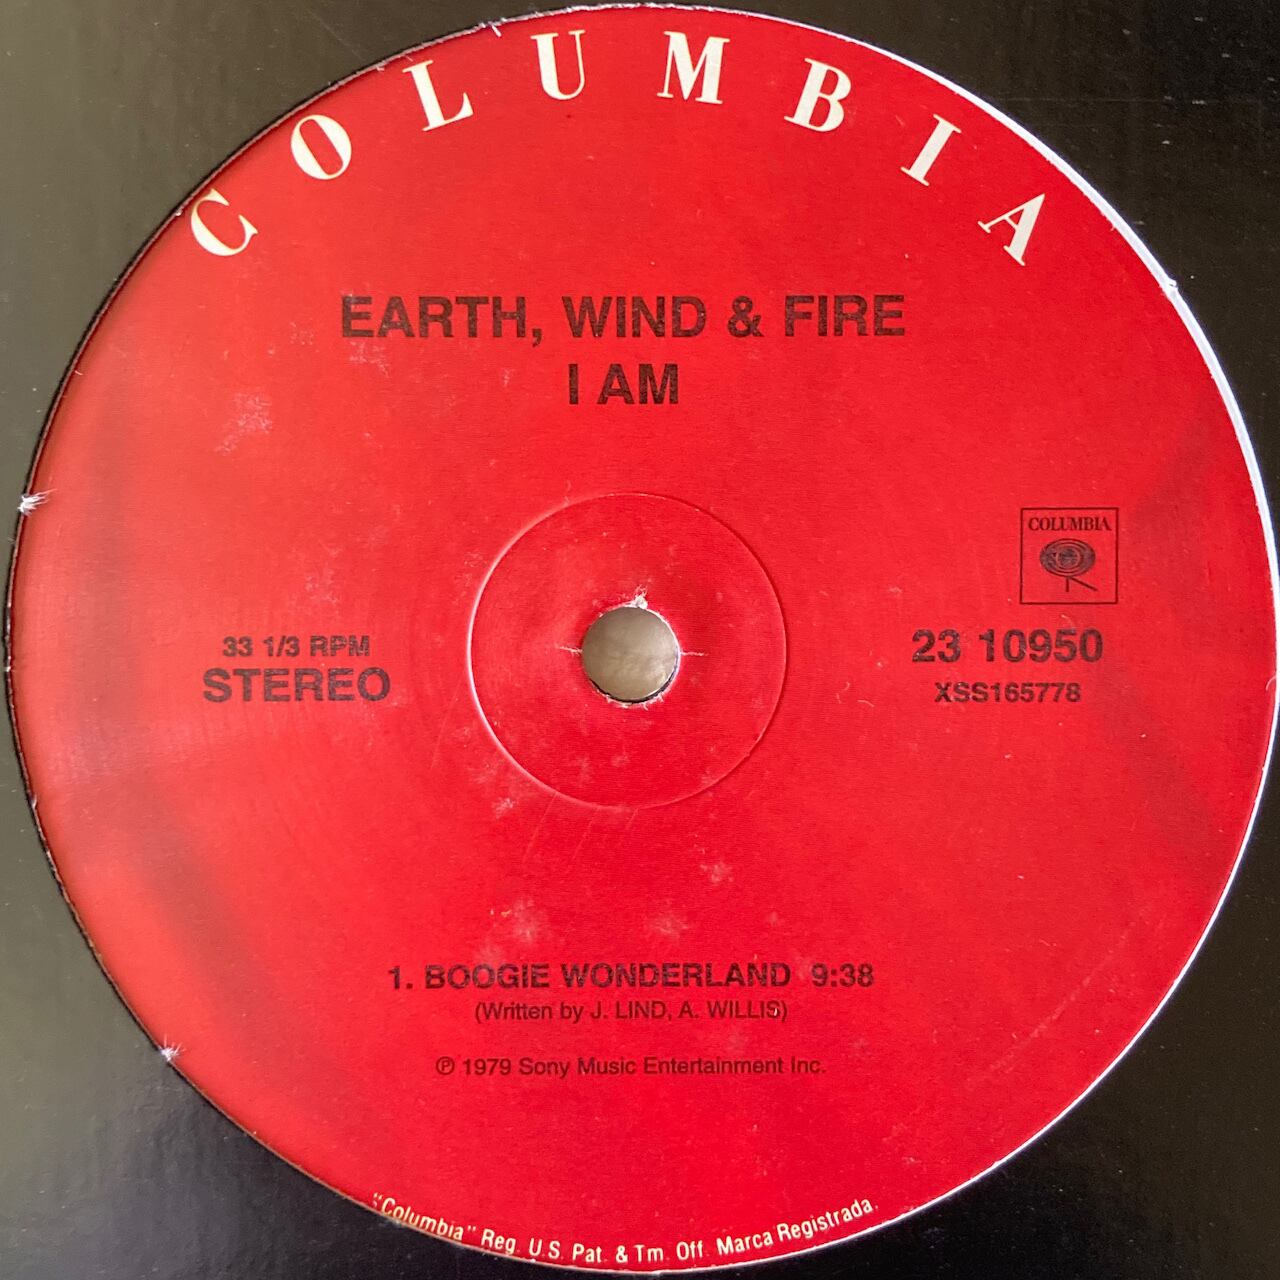 COLUMBIA
EARTH, WIND & FIRE
I AM
COLUMBIA
33 1/3 RPM
STEREO
23 10950
XSS165778
1. BOOGIE WONDERLAND 9:38
(Written by J. LIND, A. WILLIS)
℗ 1979 Sony Music Entertainment Inc.
"Columbia" Reg. U.S. Pat. & Tm. Off. Marca Registrada.